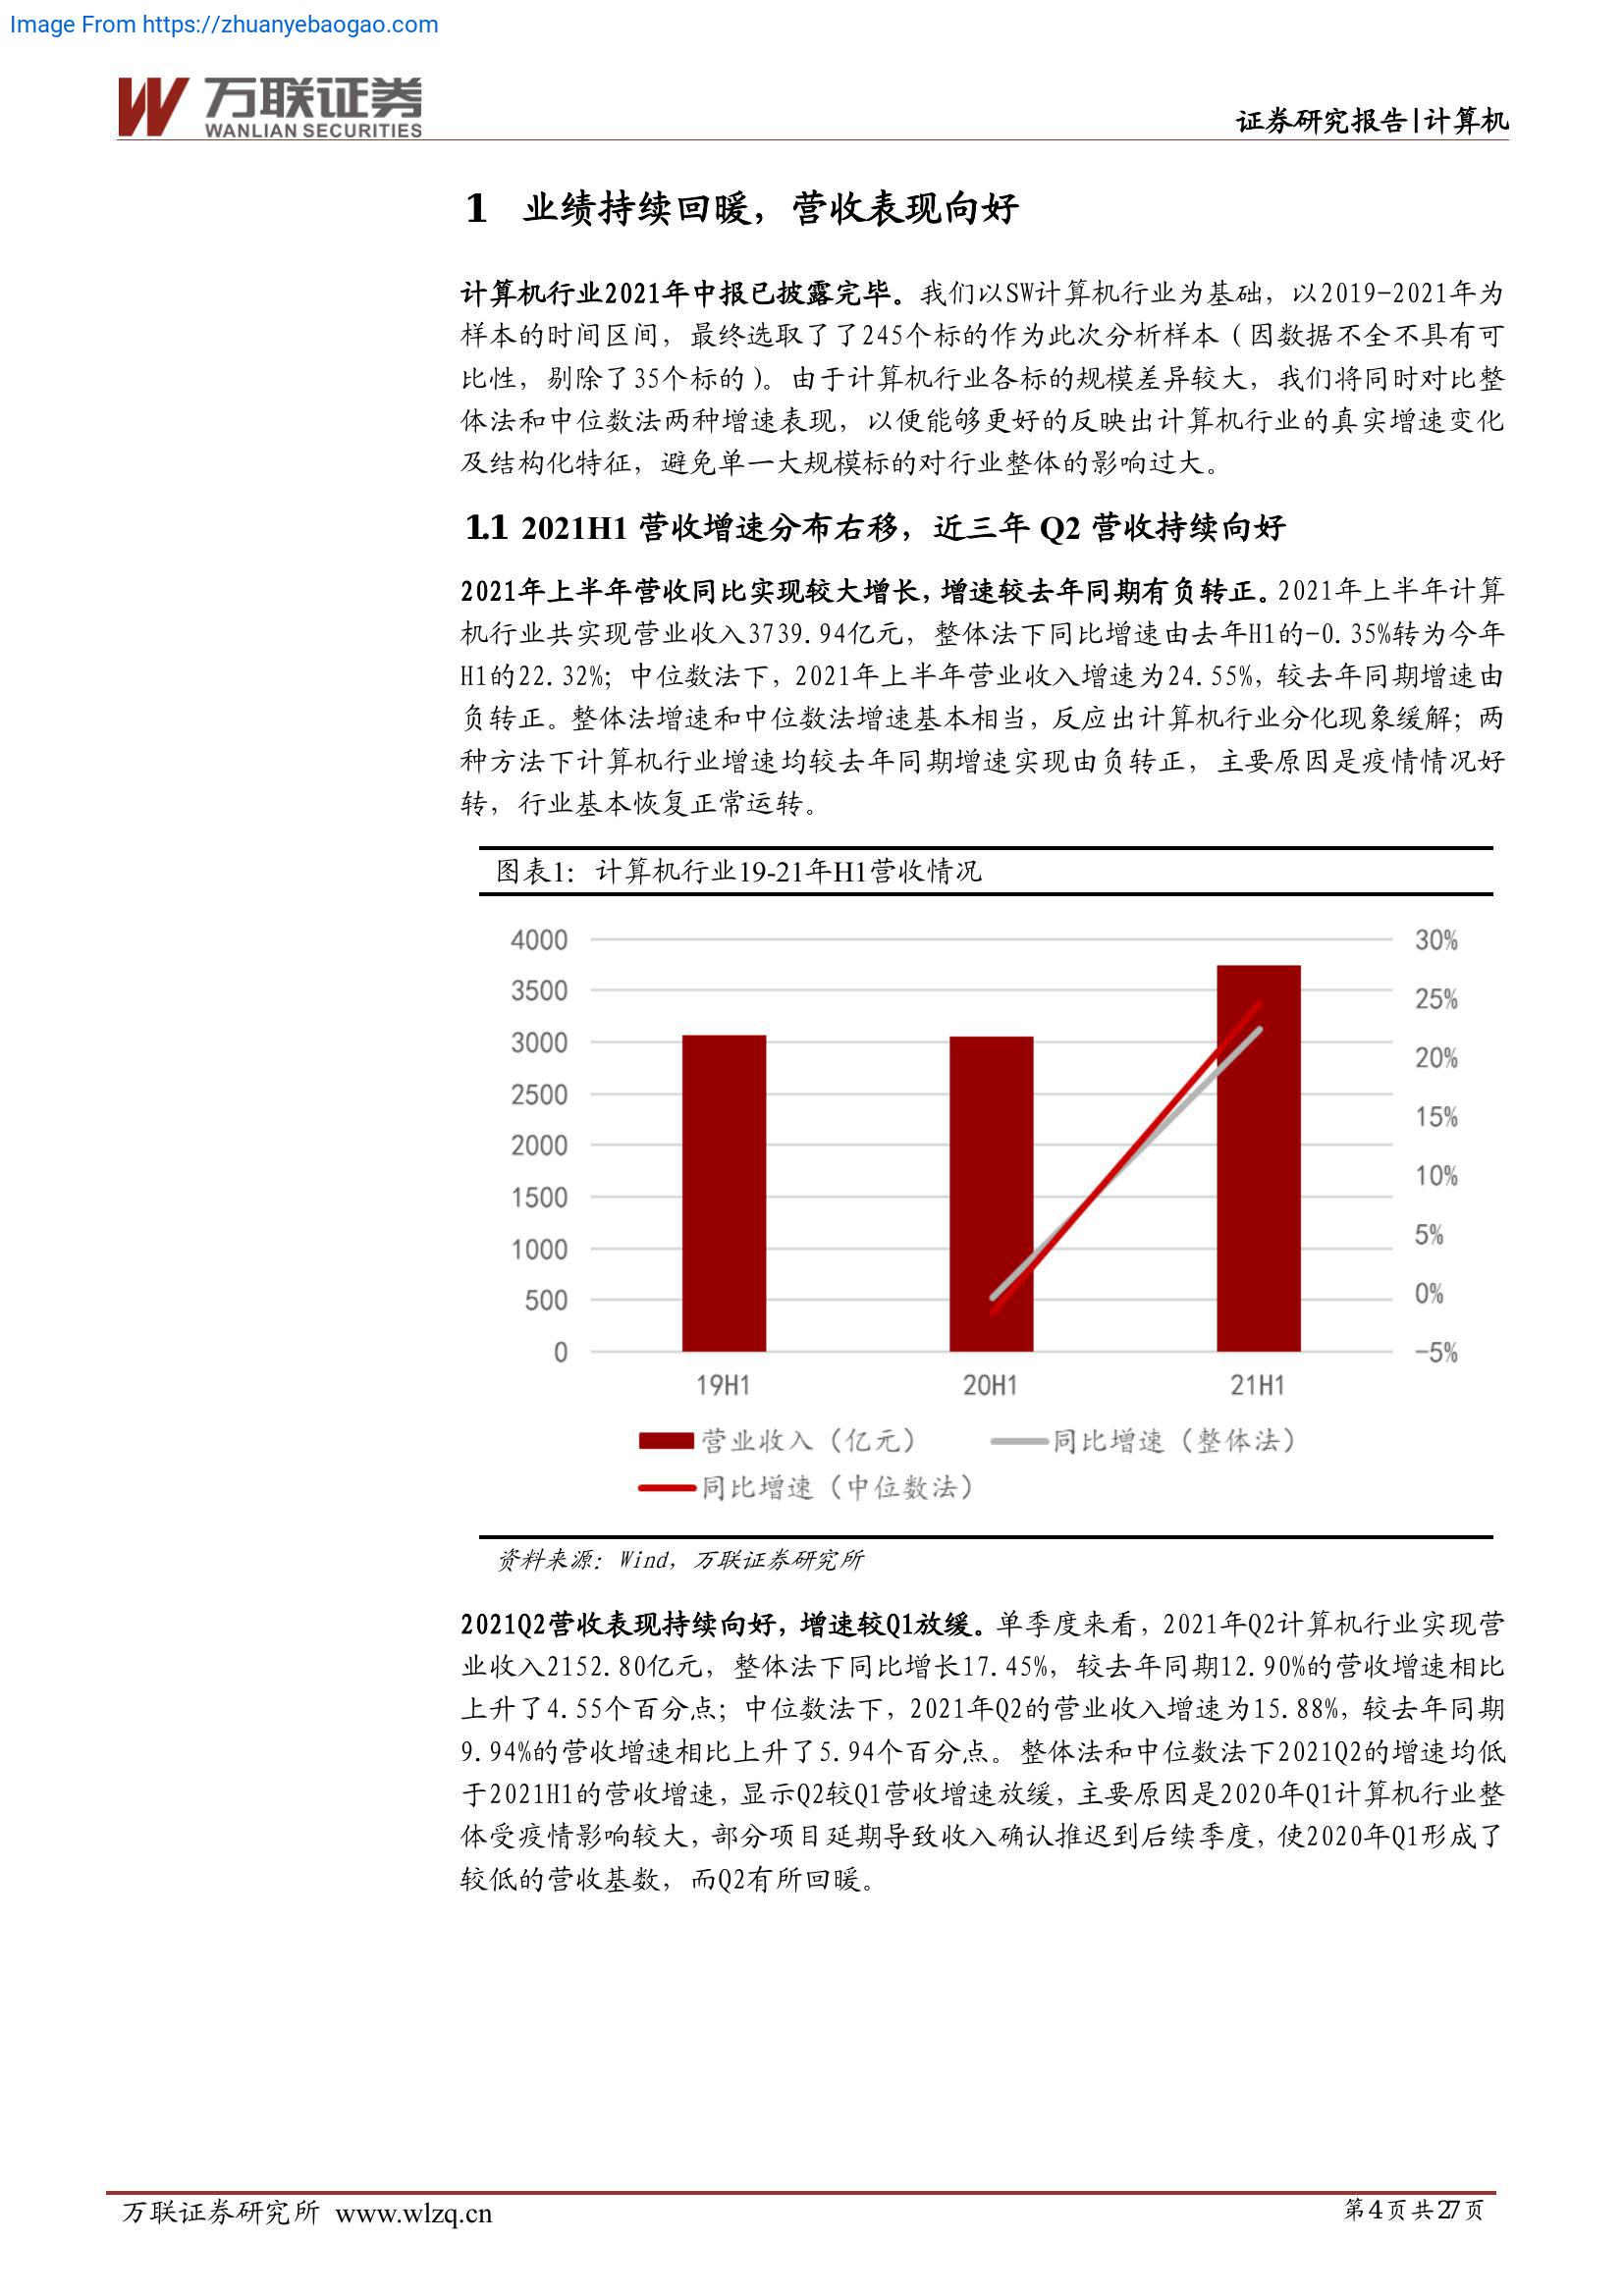 Image From https://zhuanyebaogao.com
万联证券
WANLIAN SECURITIES
证券研究报告|计算机
1 业绩持续回暖，营收表现向好
计算机行业2021年中报已披露完毕。我们以SW计算机行业为基础，以2019-2021年为
样本的时间区间，最终选取了了245个标的作为此次分析样本（因数据不全不具有可
比性，剔除了35个标的）。由于计算机行业各标的规模差异较大，我们将同时对比整
体法和中位数法两种增速表现，以便能够更好的反映出计算机行业的真实增速变化
及结构化特征，避免单一大规模标的对行业整体的影响过大。
1.1 2021H1 营收增速分布右移，近三年 Q2 营收持续向好
2021年上半年营收同比实现较大增长，增速较去年同期有负转正。2021年上半年计算
机行业共实现营业收入3739.94亿元，整体法下同比增速由去年H1的-0.35%转为今年
H1的22.32%；中位数法下，2021年上半年营业收入增速为24.55%，较去年同期增速由
负转正。整体法增速和中位数法增速基本相当，反应出计算机行业分化现象缓解；两
种方法下计算机行业增速均较去年同期增速实现由负转正，主要原因是疫情情况好
转，行业基本恢复正常运转。
图表1：计算机行业19-21年H1营收情况
4000
3500
3000
2500
2000
1500
1000
500
0
30%
25%
20%
15%
10%
5%
0%
-5%
19H1
20H1
21H1
营业收入（亿元）
同比增速（整体法）
同比增速（中位数法）
资料来源：Wind，万联证券研究所
2021Q2营收表现持续向好，增速较Q1放缓。单季度来看，2021年Q2计算机行业实现营
业收入2152.80亿元，整体法下同比增长17.45%，较去年同期12.90%的营收增速相比
上升了4.55个百分点；中位数法下，2021年Q2的营业收入增速为15.88%，较去年同期
9.94%的营收增速相比上升了5.94个百分点。整体法和中位数法下2021Q2的增速均低
于2021H1的营收增速，显示Q2较Q1营收增速放缓，主要原因是2020年Q1计算机行业整
体受疫情影响较大，部分项目延期导致收入确认推迟到后续季度，使2020年Q1形成了
较低的营收基数，而Q2有所回暖。
万联证券研究所 www.wlzq.cn
第4页共27页